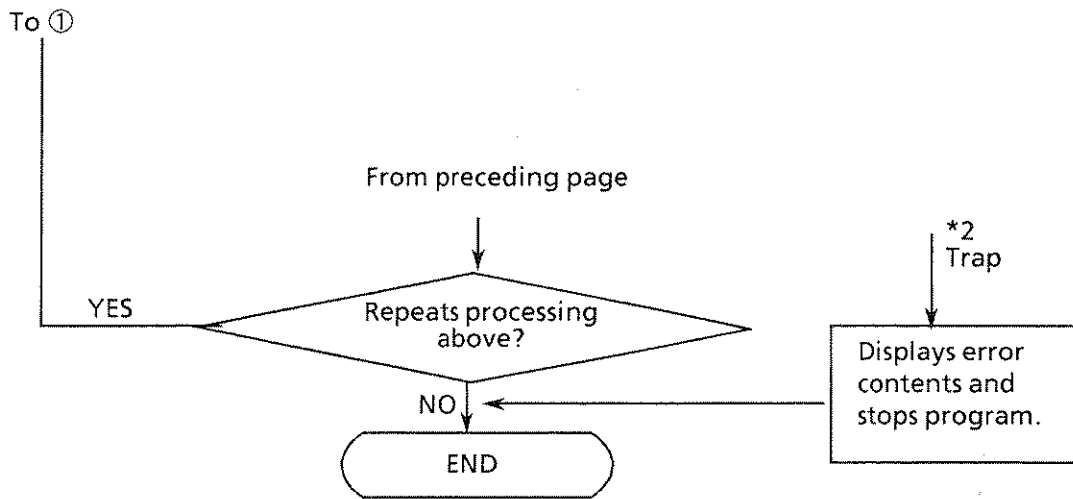 To ①
From preceding page
*2
Trap
YES
Repeats processing
above?
Displays error
contents and
stops program.
NO
END